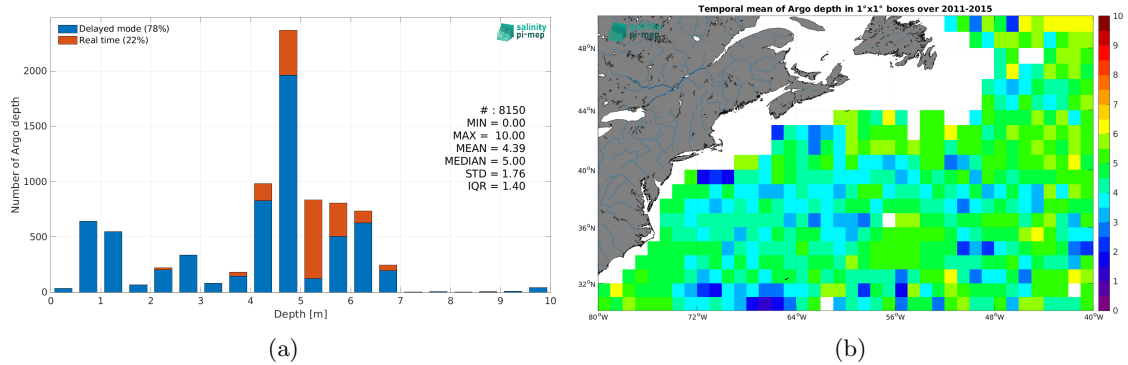 Delayed mode (78%)
Real time (22%)
salinity
pi-mep
2000
1500
1000
500
0
Number of Argo depth
# : 8150
MIN = 0.00
MAX = 10.00
MEAN = 4.39
MEDIAN = 5.00
STD = 1.76
IQR = 1.40
0 1 2 3 4 5 6 7 8 9 10
Depth [m]
(a)
Temporal mean of Argo depth in 1°x1° boxes over 2011-2015
salinity
pi-mep
48°N
44°N
40°N
36°N
32°N
80°W 72°W 64°W 56°W 48°W 40°W
10
9
8
7
6
5
4
3
2
1
0
(b)